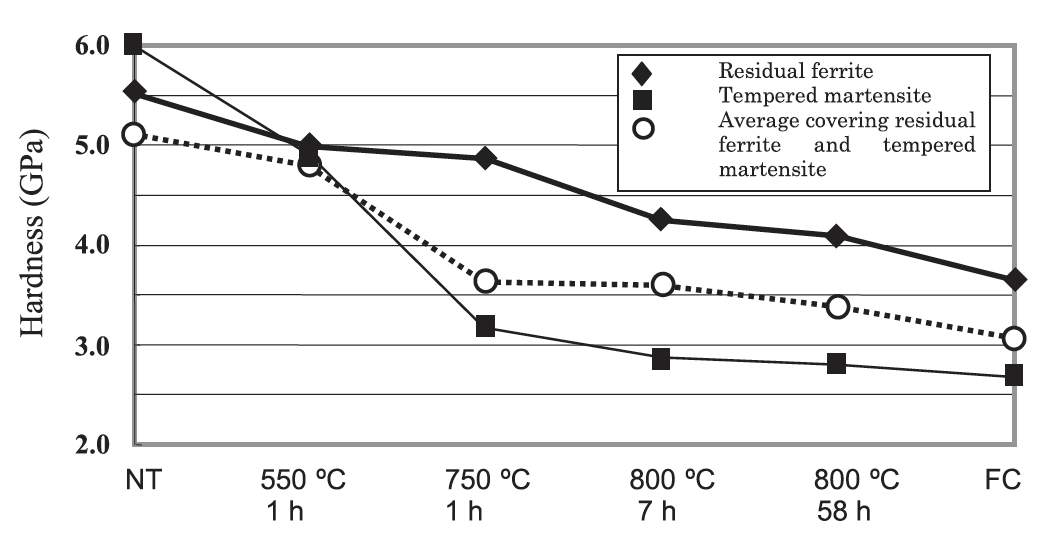 6.0
5.0
4.0
3.0
2.0
Hardness (GPa)
Residual ferrite
Tempered martensite
Average covering residual
ferrite and tempered
martensite
NT
550 ºC
1 h
750 ºC
1 h
800 ºC
7 h
800 ºC
58 h
FC